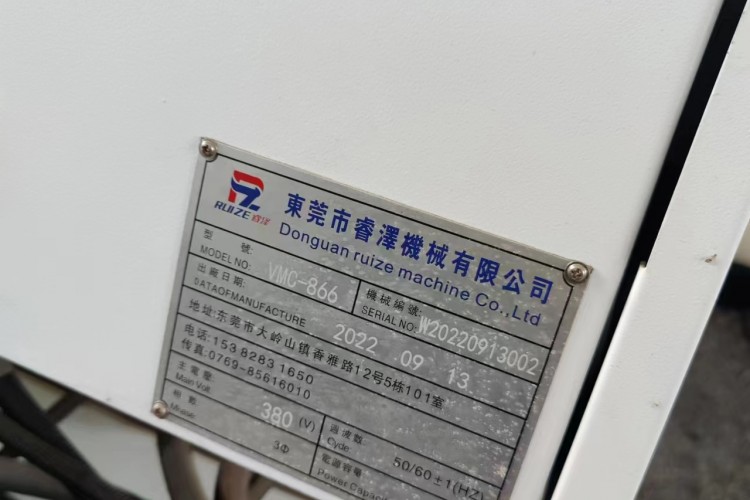 RUIZE 睿泽
東莞市睿澤機械有限公司
Donguan ruize machine Co.,Ltd
型 號:
MODEL NO: VMC-866
機械編號:
SERIAL NO: W20220913002
出廠日期:
DATAOFMANUFACTURE 2022 09 13
地址:东莞市大岭山镇香雅路12号5栋101室
电话:153 8283 1650
传真:0769-85616010
主電壓
Main Volt. 380 (V)
週波數
Cycle 50/60±1(HZ)
相數 3Φ
電源容量
Power Capac